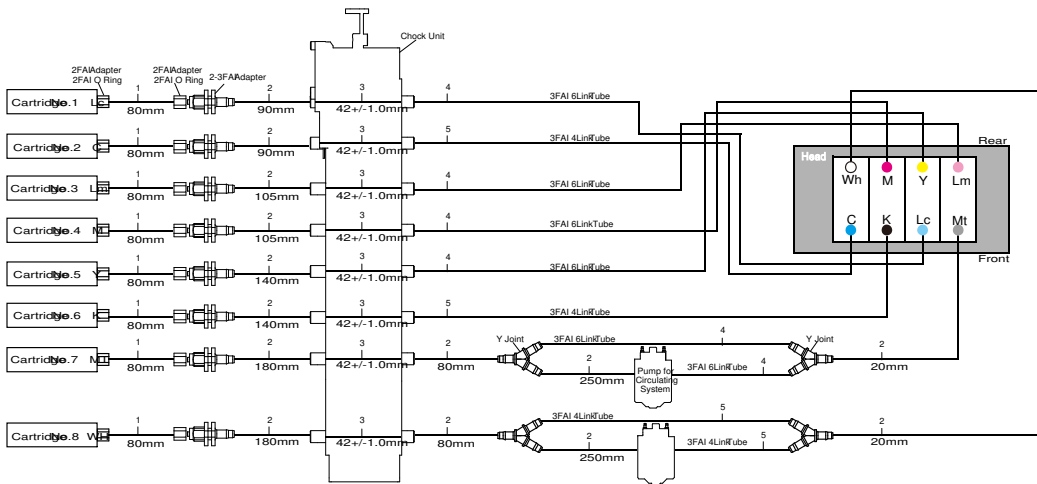 Chock Unit
2FAI Adapter
2FAI O Ring
2FAI Adapter
2FAI O Ring
2-3FAI Adapter
Cartridge No.1 Lc 1 80mm 2 90mm 3 42+/-1.0mm 4 3FAI 6LinkTube
Cartridge No.2 C 1 80mm 2 90mm 3 42+/-1.0mm 5 3FAI 4LinkTube
Cartridge No.3 Lm 1 80mm 2 105mm 3 42+/-1.0mm 4 3FAI 6LinkTube
Cartridge No.4 M 1 80mm 2 105mm 3 42+/-1.0mm 4 3FAI 6LinkTube
Cartridge No.5 Y 1 80mm 2 140mm 3 42+/-1.0mm 4 3FAI 6LinkTube
Cartridge No.6 K 1 80mm 2 140mm 3 42+/-1.0mm 5 3FAI 4LinkTube
Cartridge No.7 Mt 1 80mm 2 180mm 3 42+/-1.0mm 2 80mm
Y Joint
3FAI 6LinkTube 4
2 250mm
Pump for
Circulating
System
3FAI 6LinkTube 4
Y Joint
2 20mm
Cartridge No.8 WH 1 80mm 2 180mm 3 42+/-1.0mm 2 80mm
3FAI 4LinkTube 5
2 250mm
3FAI 4LinkTube 5
2 20mm
Rear
Head
Wh M Y Lm
C K Lc Mt
Front